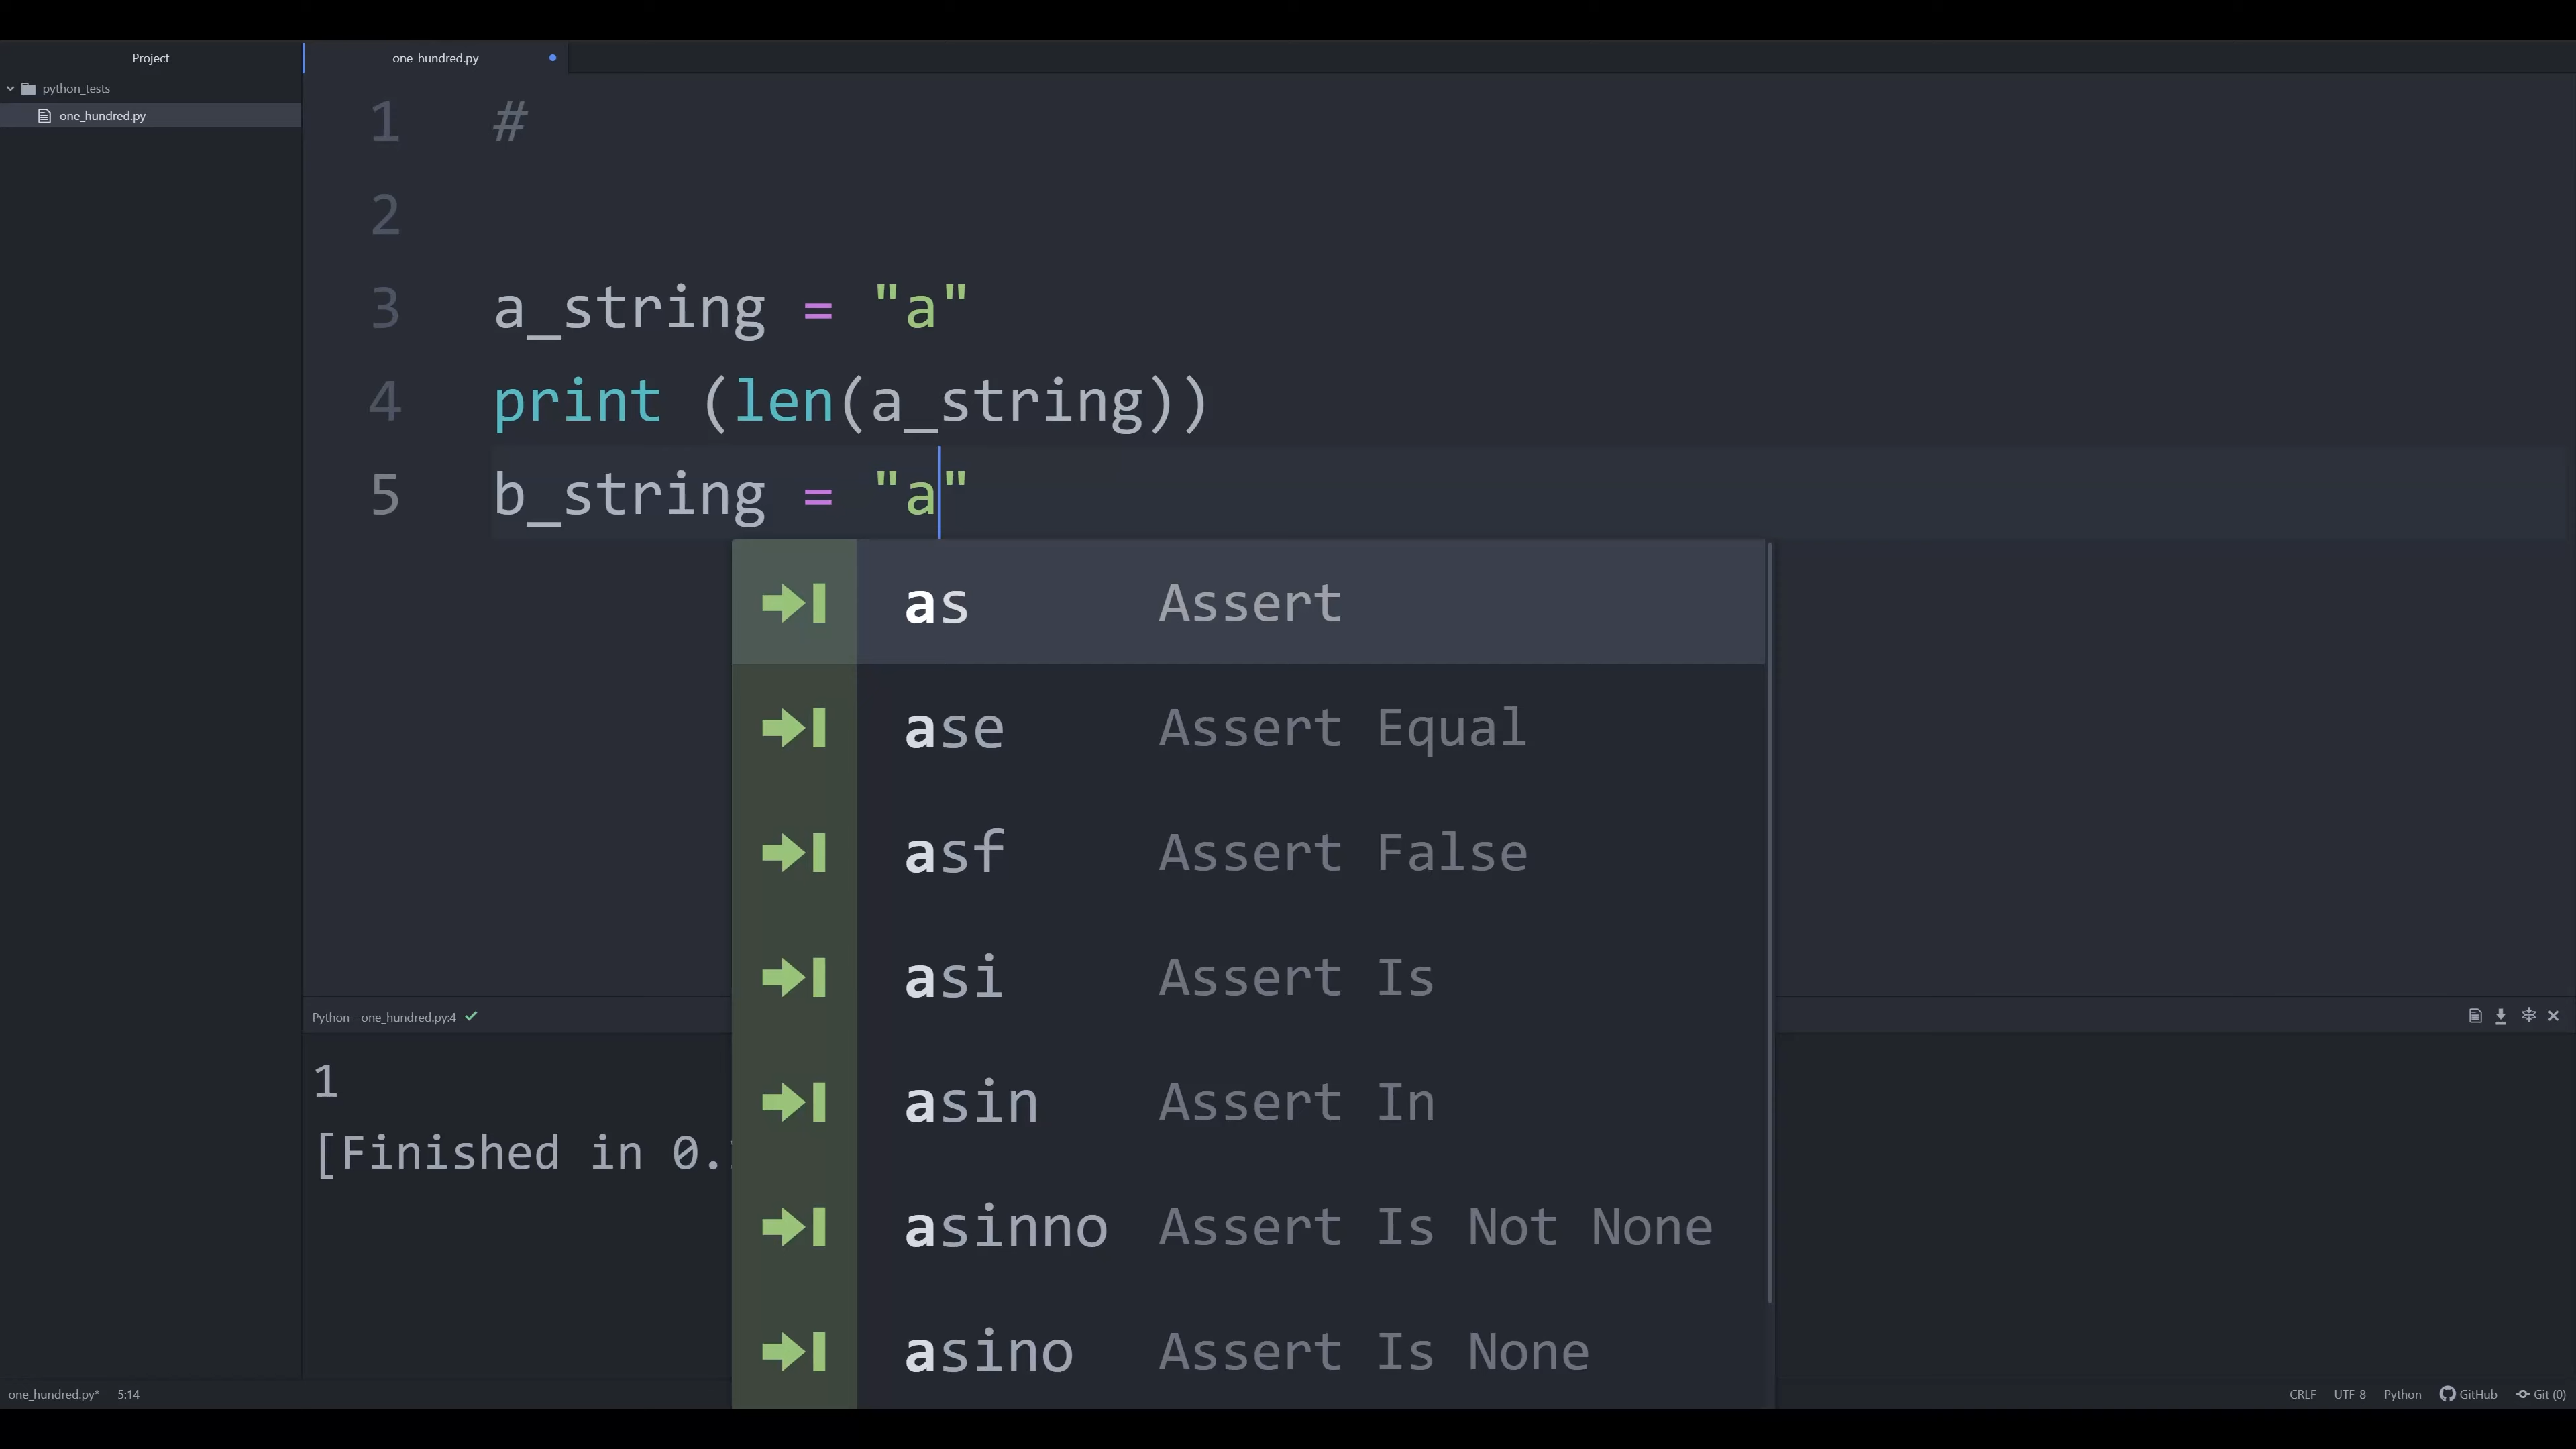 Project
one_hundred.py
python_tests
one_hundred.py
1 #
2
3 a_string = "a"
4 print (len(a_string))
5 b_string = "a"
as Assert
ase Assert Equal
asf Assert False
asi Assert Is
asin Assert In
asinno Assert Is Not None
asino Assert Is None
Python - one_hundred.py:4
1
[Finished in 0.
one_hundred.py* 5:14
CRLF UTF-8 Python GitHub Git (0)